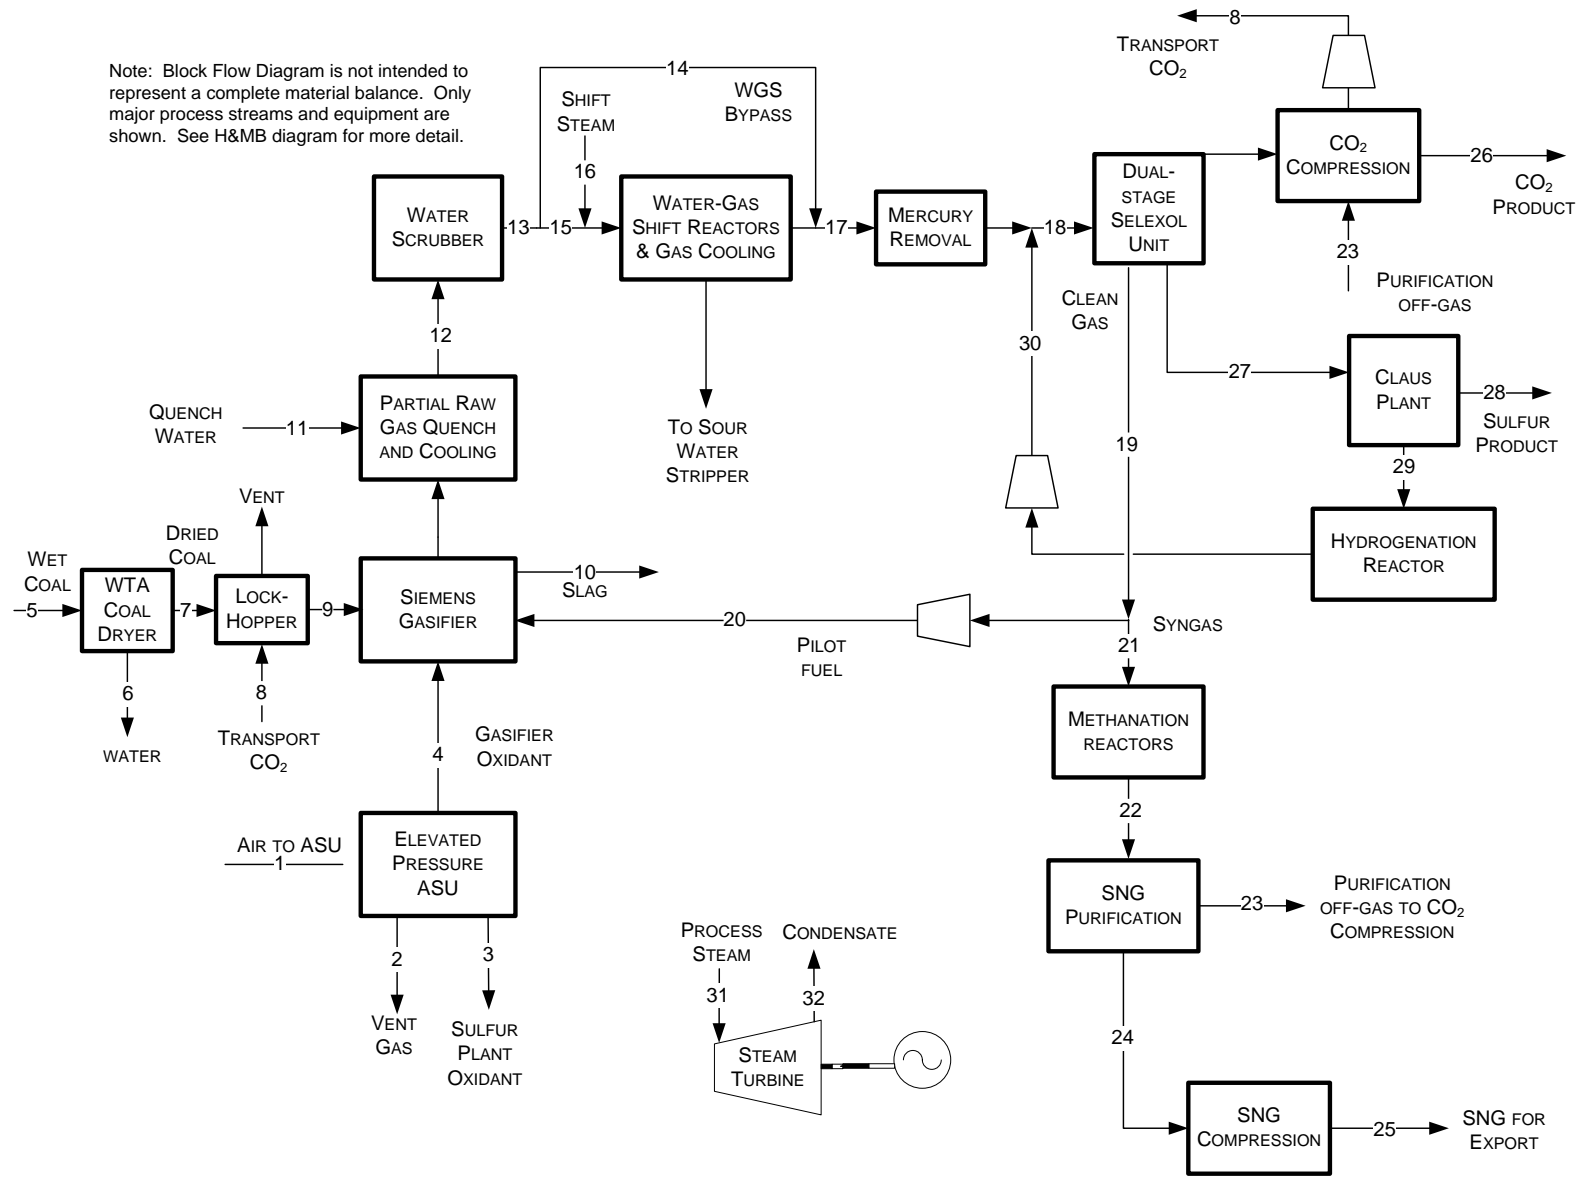 Note: Block Flow Diagram is not intended to
represent a complete material balance. Only
major process streams and equipment are
shown. See H&MB diagram for more detail.
8
TRANSPORT
CO2
14
WGS
BYPASS
SHIFT
STEAM
16
CO2
COMPRESSION
26
CO2
PRODUCT
23
PURIFICATION
OFF-GAS
WATER
SCRUBBER
13
15
WATER-GAS
SHIFT REACTORS
& GAS COOLING
17
MERCURY
REMOVAL
18
DUAL-
STAGE
SELEXOL
UNIT
CLEAN
GAS
12
30
27
CLAUS
PLANT
28
SULFUR
PRODUCT
29
QUENCH
WATER
11
PARTIAL RAW
GAS QUENCH
AND COOLING
TO SOUR
WATER
STRIPPER
19
HYDROGENATION
REACTOR
VENT
DRIED
COAL
WET
COAL
5
WTA
COAL
DRYER
7
LOCK-
HOPPER
9
SIEMENS
GASIFIER
10
SLAG
20
PILOT
FUEL
SYNGAS
21
6
WATER
8
TRANSPORT
CO2
4
GASIFIER
OXIDANT
METHANATION
REACTORS
22
AIR TO ASU
1
ELEVATED
PRESSURE
ASU
2
VENT
GAS
3
SULFUR
PLANT
OXIDANT
PROCESS
STEAM
31
CONDENSATE
32
STEAM
TURBINE
SNG
PURIFICATION
23
PURIFICATION
OFF-GAS TO CO2
COMPRESSION
24
SNG
COMPRESSION
25
SNG FOR
EXPORT